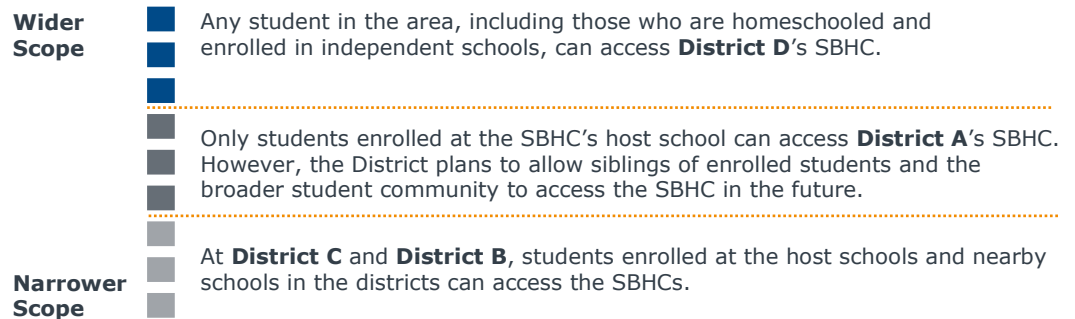 Wider
Scope
Any student in the area, including those who are homeschooled and
enrolled in independent schools, can access District D's SBHC.
Only students enrolled at the SBHC's host school can access District A's SBHC.
However, the District plans to allow siblings of enrolled students and the
broader student community to access the SBHC in the future.
At District C and District B, students enrolled at the host schools and nearby
schools in the districts can access the SBHCs.
Narrower
Scope